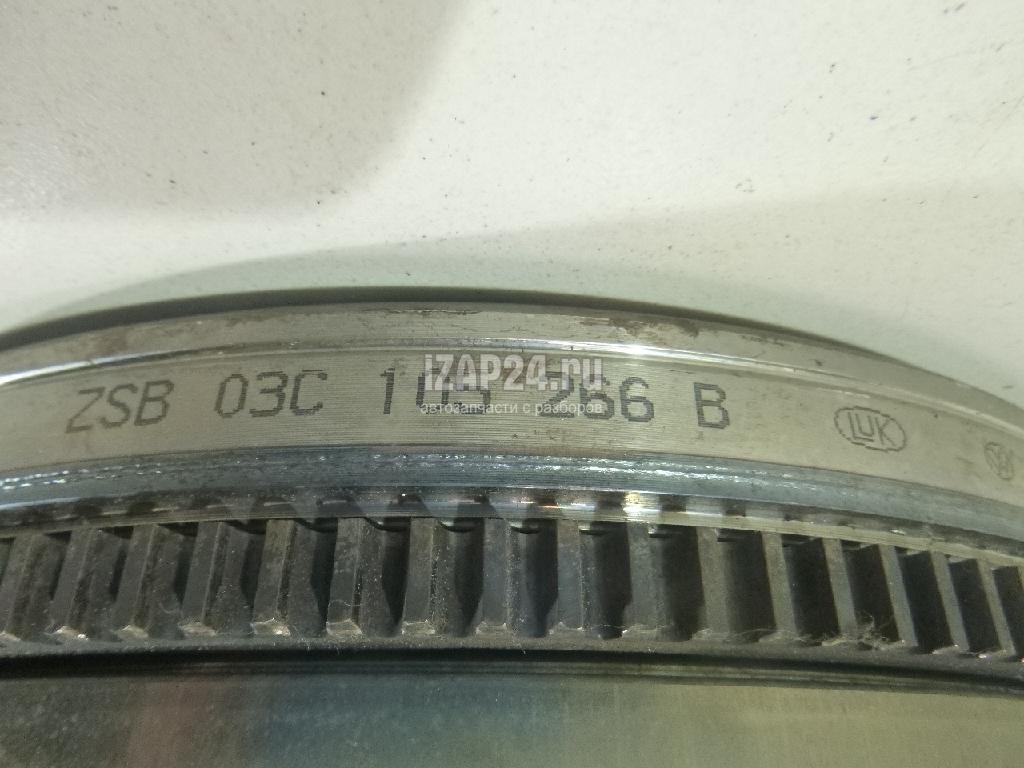 iZAP24.ru
автозапчасти с разборов
ZSB 03C 105 266 B LUK